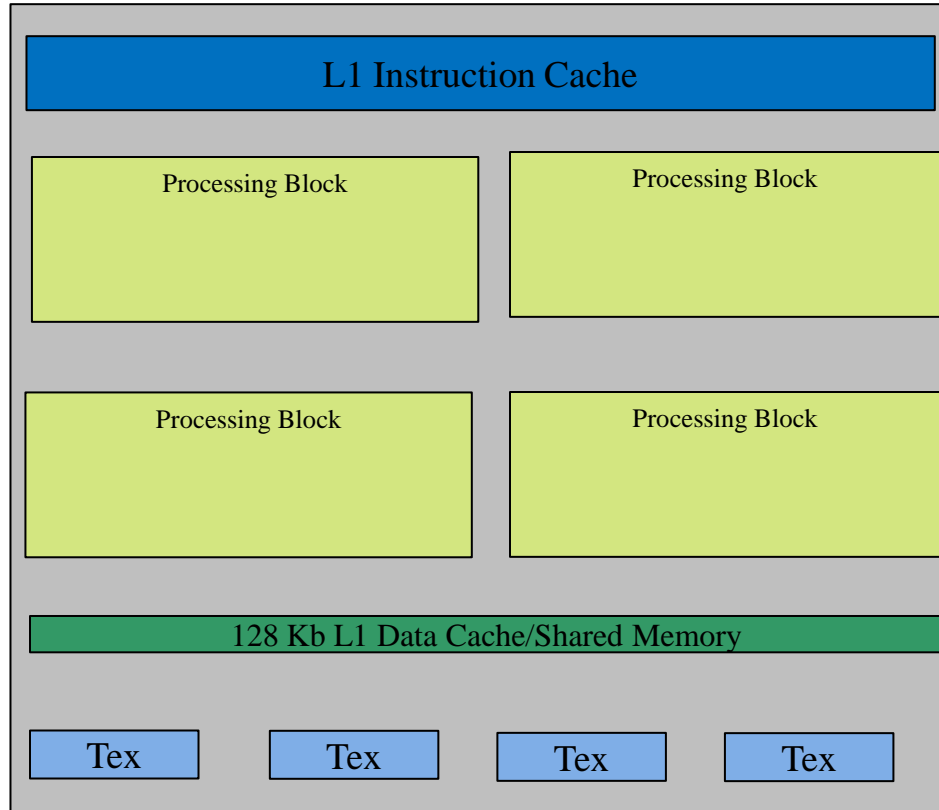 L1 Instruction Cache
Processing Block
Processing Block
Processing Block
Processing Block
128 Kb L1 Data Cache/Shared Memory
Tex
Tex
Tex
Tex